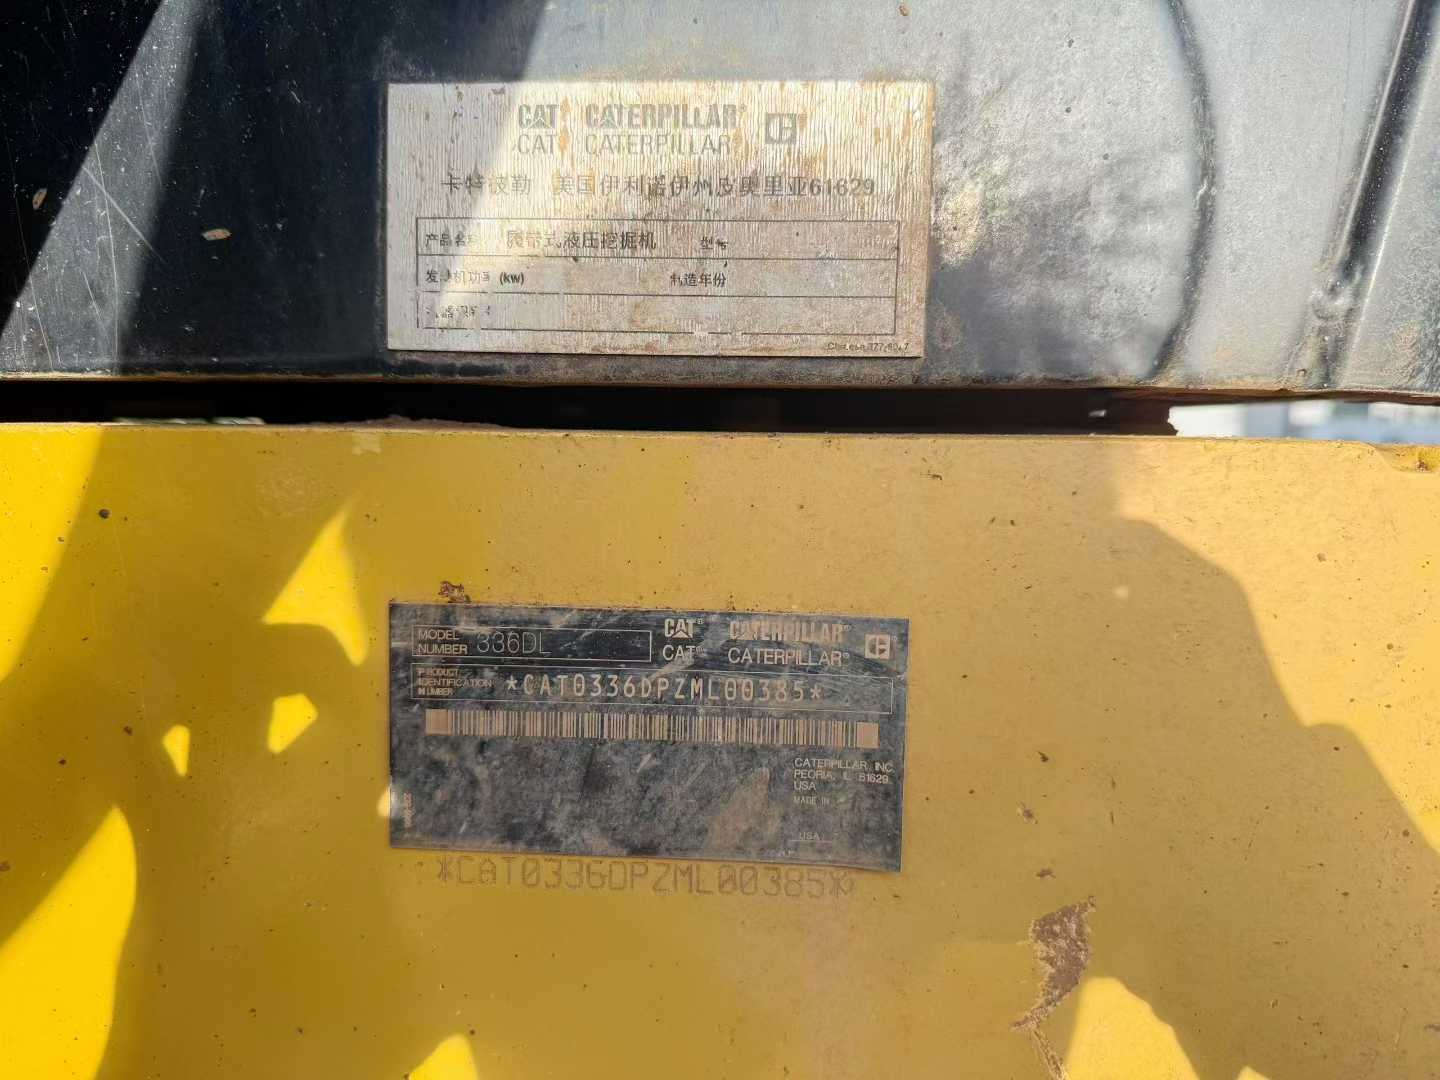 CAT® CATERPILLAR®
CAT CATERPILLAR
卡特彼勒 美国伊利诺伊州皮奥里亚61629
产品名称 履带式液压挖掘机 型号
发动机功率 (kw) 制造年份
MODEL NUMBER 336DL
CAT® CATERPILLAR®
CAT® CATERPILLAR®
PRODUCT IDENTIFICATION NUMBER *CAT0336DPZML00385*
CATERPILLAR INC.
PEORIA, IL 61629
USA
MADE IN
USA
*CAT0336DPZML00385*